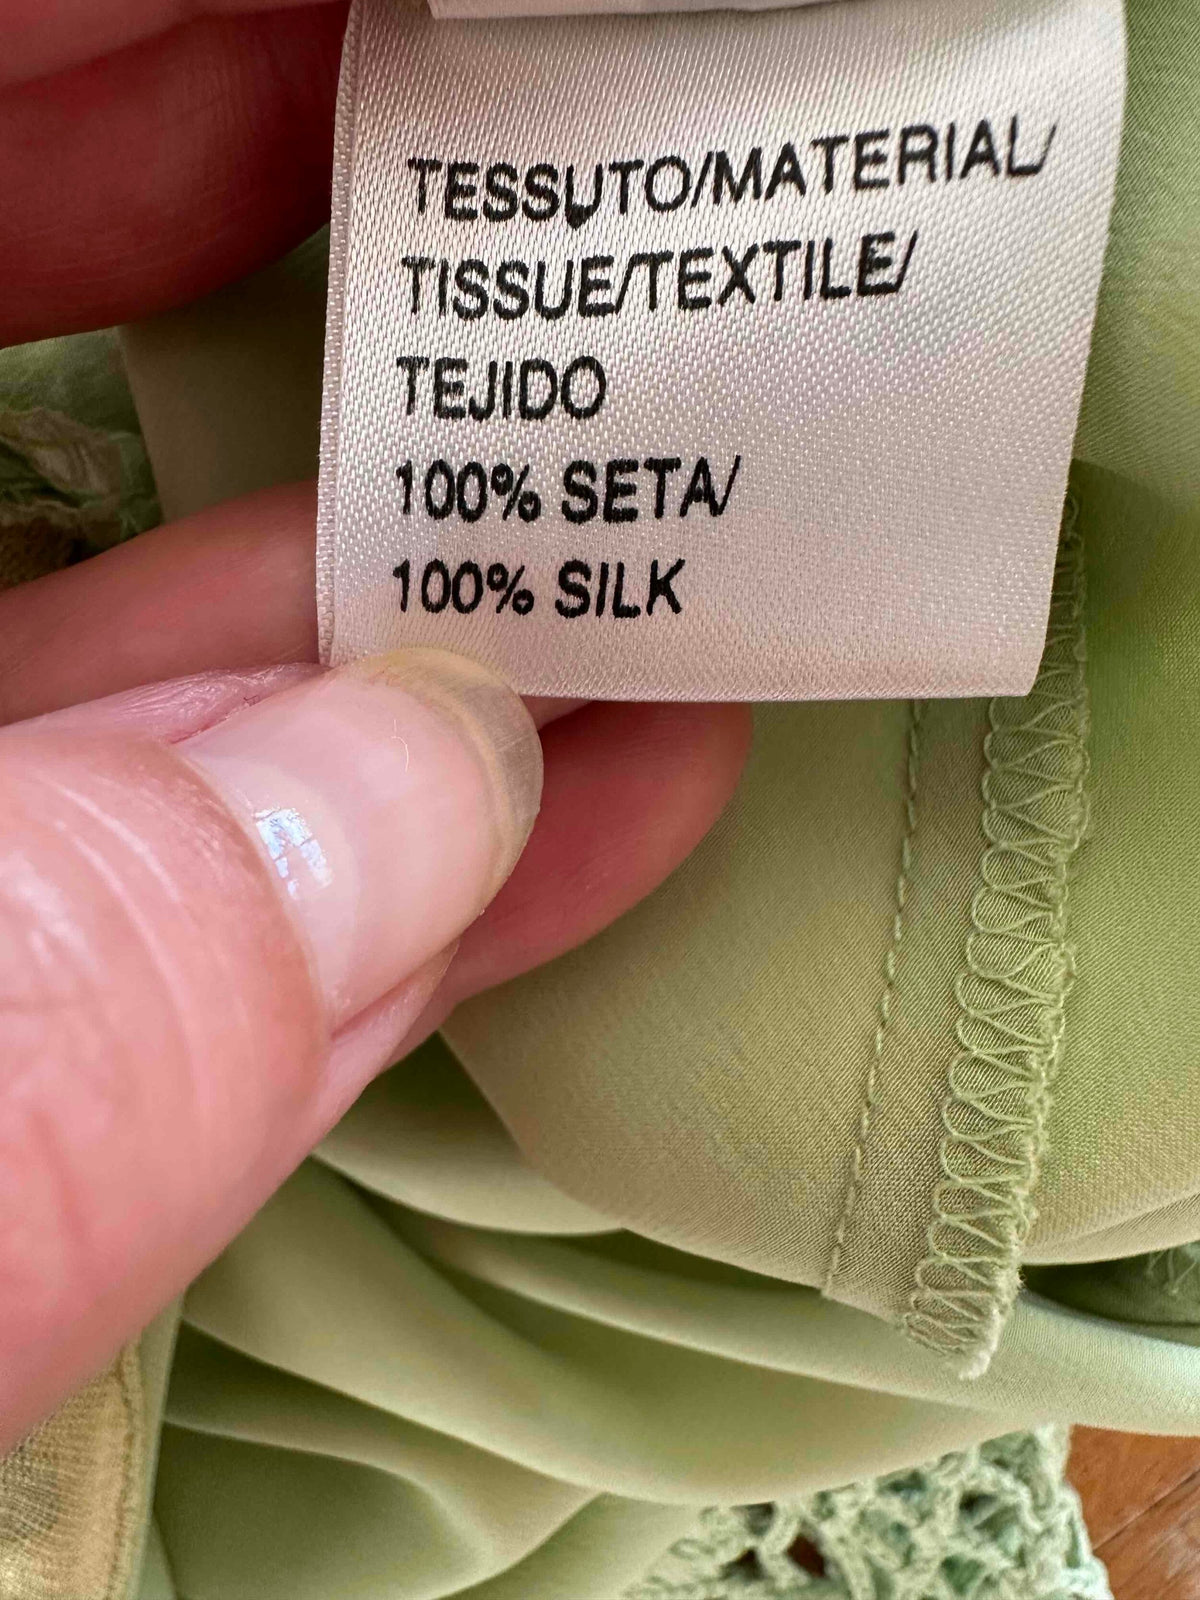 TESSUTO/MATERIAL/
TISSUE/TEXTILE/
TEJIDO
100% SETA/
100% SILK